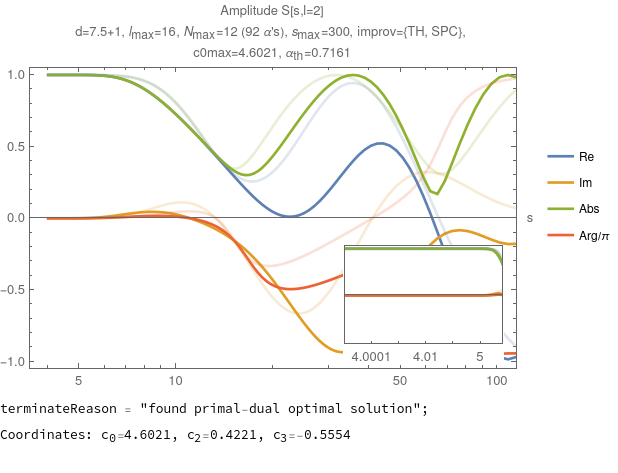 Amplitude S[s,l=2]
d=7.5+1, lmax=16, Nmax=12 (92 α's), smax=300, improv={TH, SPC},
c0max=4.6021, αth=0.7161
1.0
0.5
0.0
-0.5
-1.0
s
Re
Im
Abs
Arg/π
4.0001 4.01 5
5 10 50 100
terminateReason = "found primal-dual optimal solution";
Coordinates: c0=4.6021, c2=0.4221, c3=-0.5554